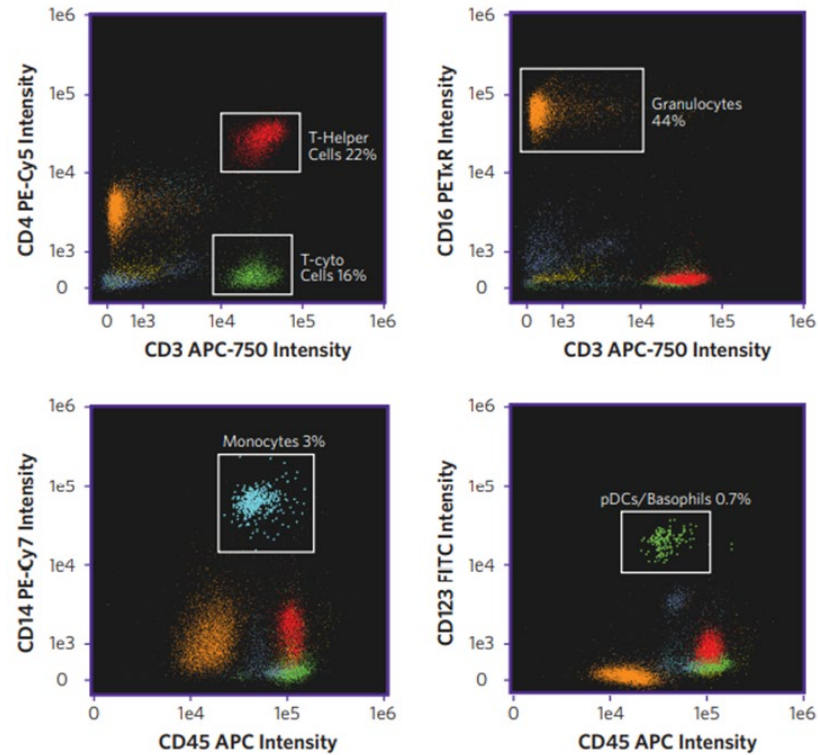 CD4 PE-Cy5 Intensity
1e6
1e5
1e4
1e3
0
T-Helper
Cells 22%
T-cyto
Cells 16%
0 1e3 1e4 1e5 1e6
CD3 APC-750 Intensity
CD16 PETxR Intensity
1e6
1e5
1e4
1e3
0
Granulocytes
44%
0 1e3 1e4 1e5 1e6
CD3 APC-750 Intensity
CD14 PE-Cy7 Intensity
1e6
1e5
1e4
1e3
0
Monocytes 3%
0 1e4 1e5 1e6
CD45 APC Intensity
CD123 FITC Intensity
1e6
1e5
1e4
1e3
0
pDCs/Basophils 0.7%
0 1e4 1e5 1e6
CD45 APC Intensity